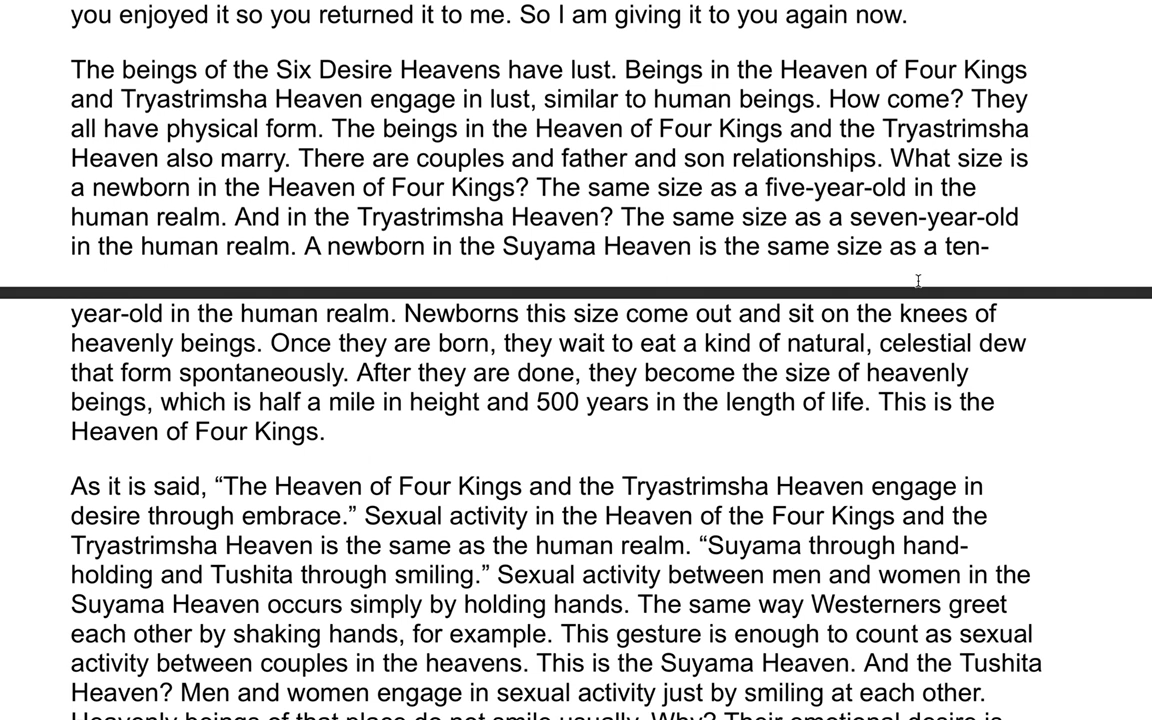 you enjoyed it so you returned it to me. So I am giving it to you again now.
The beings of the Six Desire Heavens have lust. Beings in the Heaven of Four Kings
and Tryastrimsha Heaven engage in lust, similar to human beings. How come? They
all have physical form. The beings in the Heaven of Four Kings and the Tryastrimsha
Heaven also marry. There are couples and father and son relationships. What size is
a newborn in the Heaven of Four Kings? The same size as a five-year-old in the
human realm. And in the Tryastrimsha Heaven? The same size as a seven-year-old
in the human realm. A newborn in the Suyama Heaven is the same size as a ten-
year-old in the human realm. Newborns this size come out and sit on the knees of
heavenly beings. Once they are born, they wait to eat a kind of natural, celestial dew
that form spontaneously. After they are done, they become the size of heavenly
beings, which is half a mile in height and 500 years in the length of life. This is the
Heaven of Four Kings.
As it is said, “The Heaven of Four Kings and the Tryastrimsha Heaven engage in
desire through embrace.” Sexual activity in the Heaven of the Four Kings and the
Tryastrimsha Heaven is the same as the human realm. “Suyama through hand-
holding and Tushita through smiling.” Sexual activity between men and women in the
Suyama Heaven occurs simply by holding hands. The same way Westerners greet
each other by shaking hands, for example. This gesture is enough to count as sexual
activity between couples in the heavens. This is the Suyama Heaven. And the Tushita
Heaven? Men and women engage in sexual activity just by smiling at each other.
Heavenly beings of that place do not smile usually. Why? Their emotional desire is